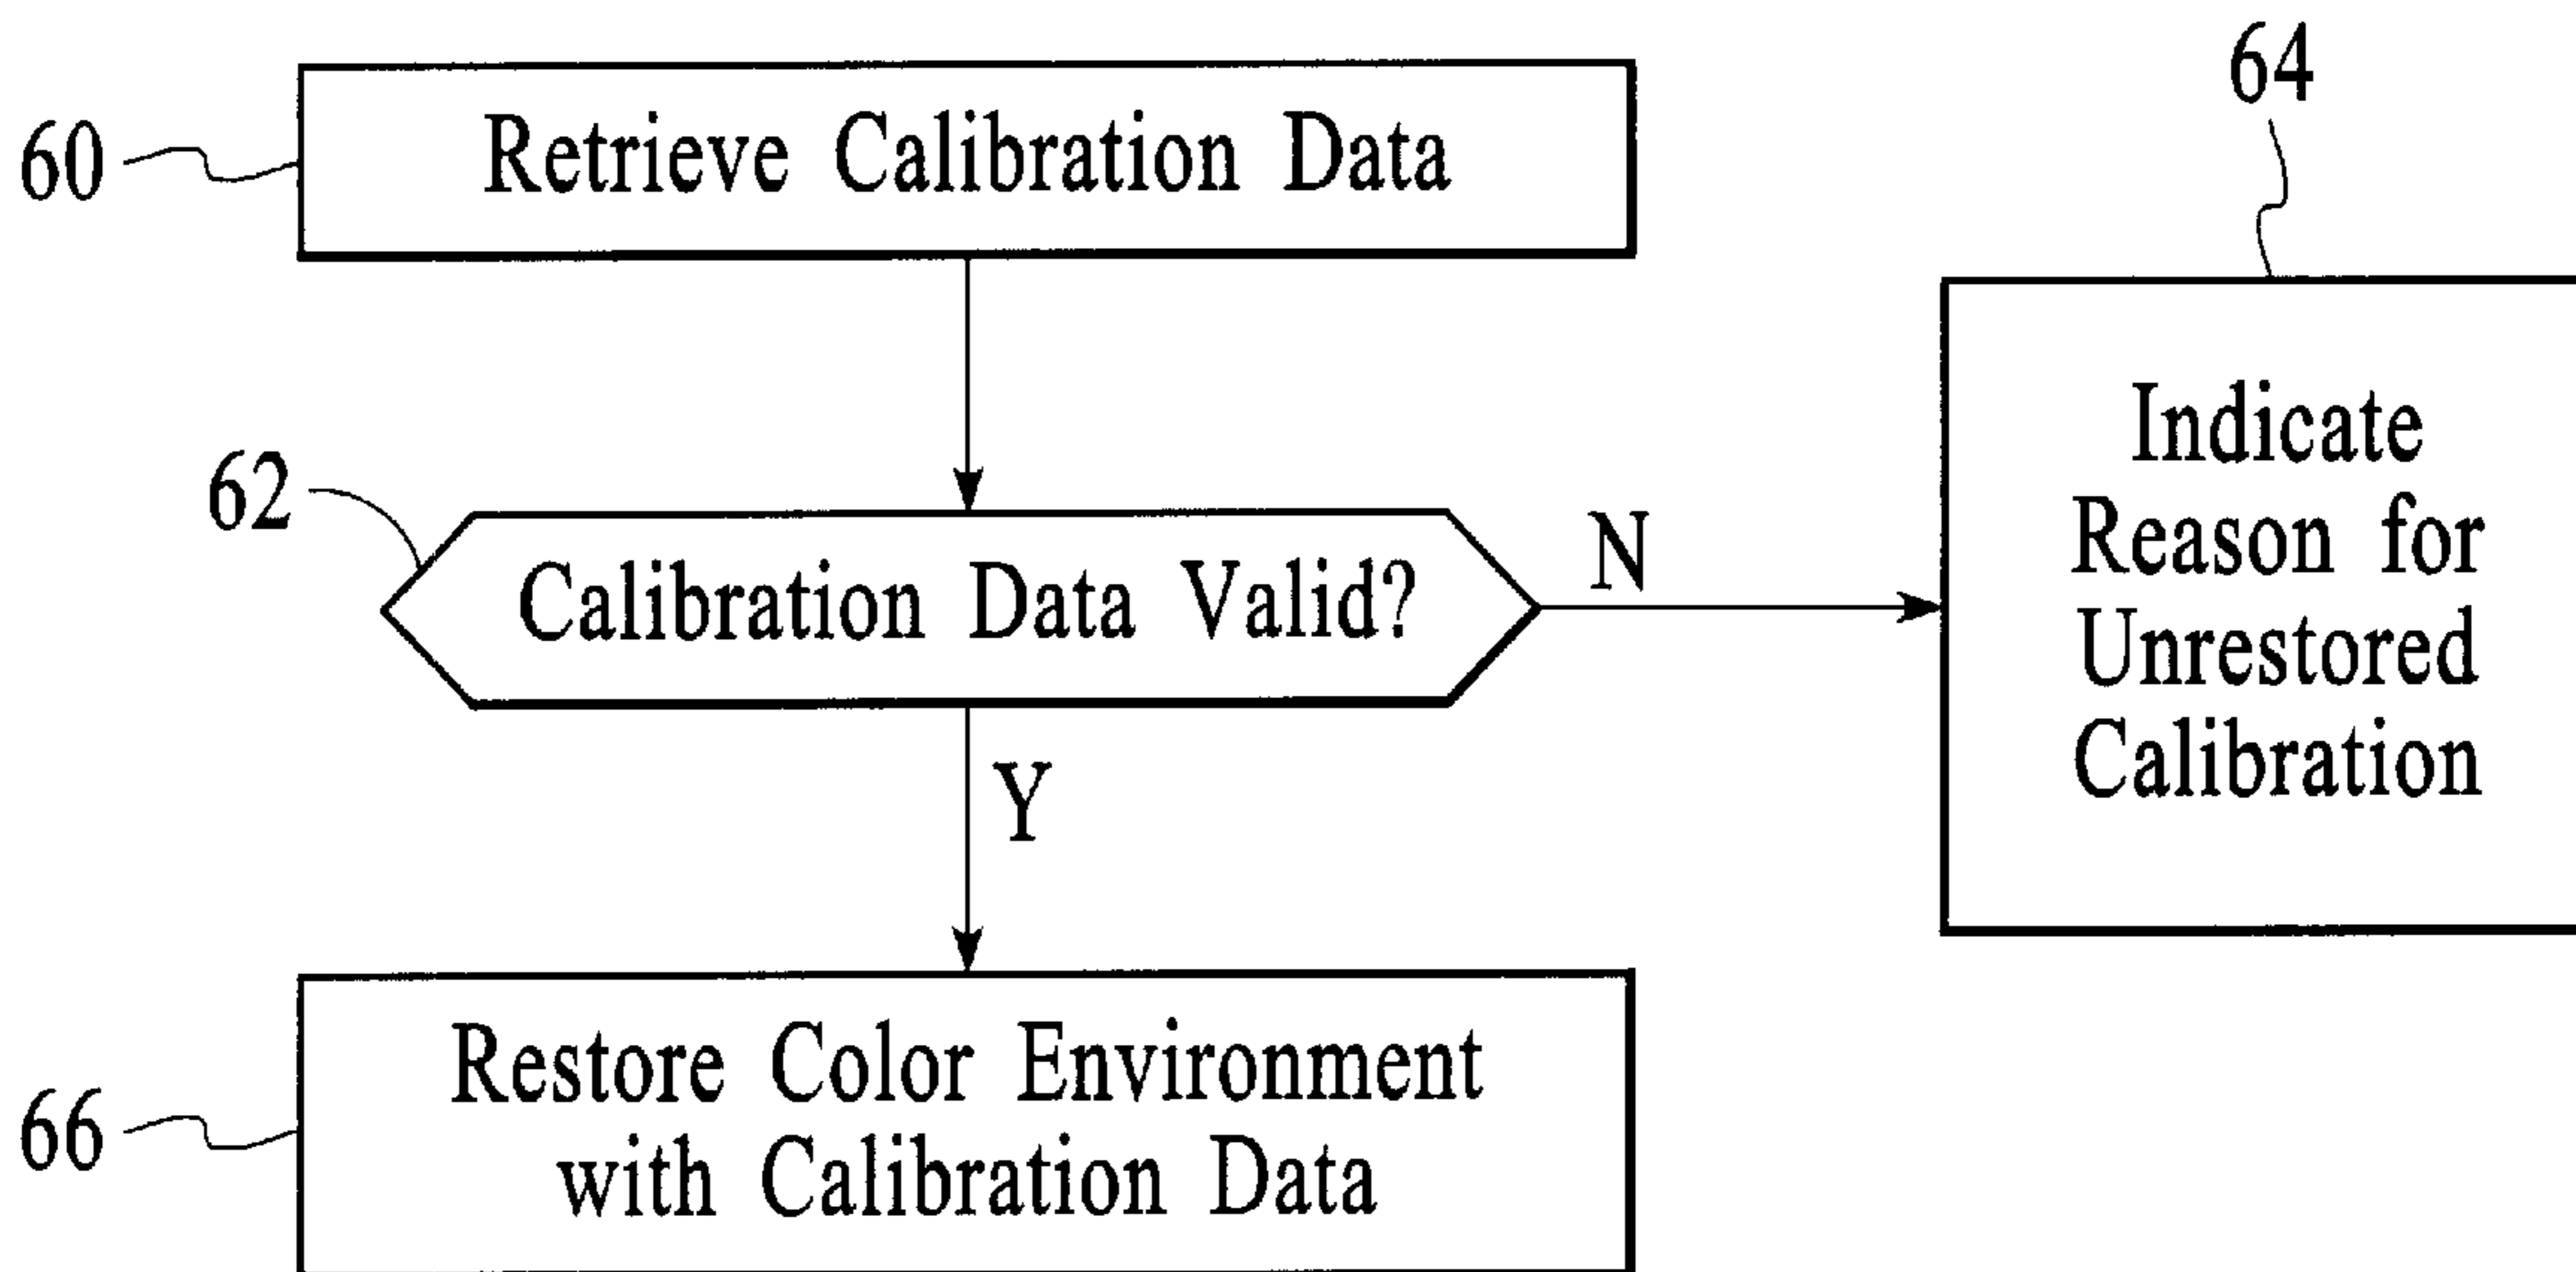 60
Retrieve Calibration Data
64
62
Calibration Data Valid?
N
Indicate
Reason for
Unrestored
Calibration
Y
66
Restore Color Environment
with Calibration Data